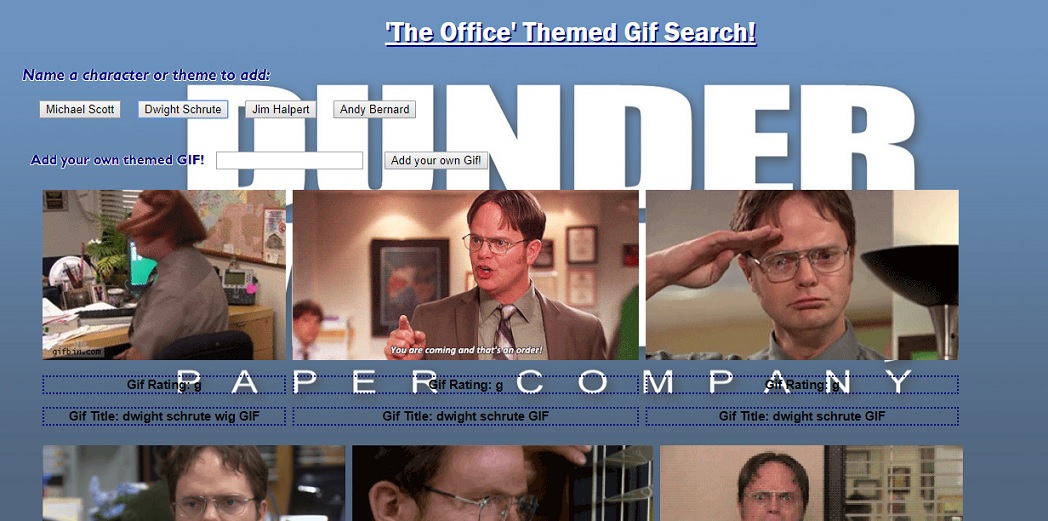 'The Office' Themed Gif Search!
Name a character or theme to add:
Michael Scott Dwight Schrute Jim Halpert Andy Bernard
DUNDER
Add your own themed GIF! Add your own Gif!
gifbin.com
You are coming and that's an order!
PAPER COMPANY
Gif Rating: g Gif Rating: g Gif Rating: g
Gif Title: dwight schrute wig GIF Gif Title: dwight schrute GIF Gif Title: dwight schrute GIF